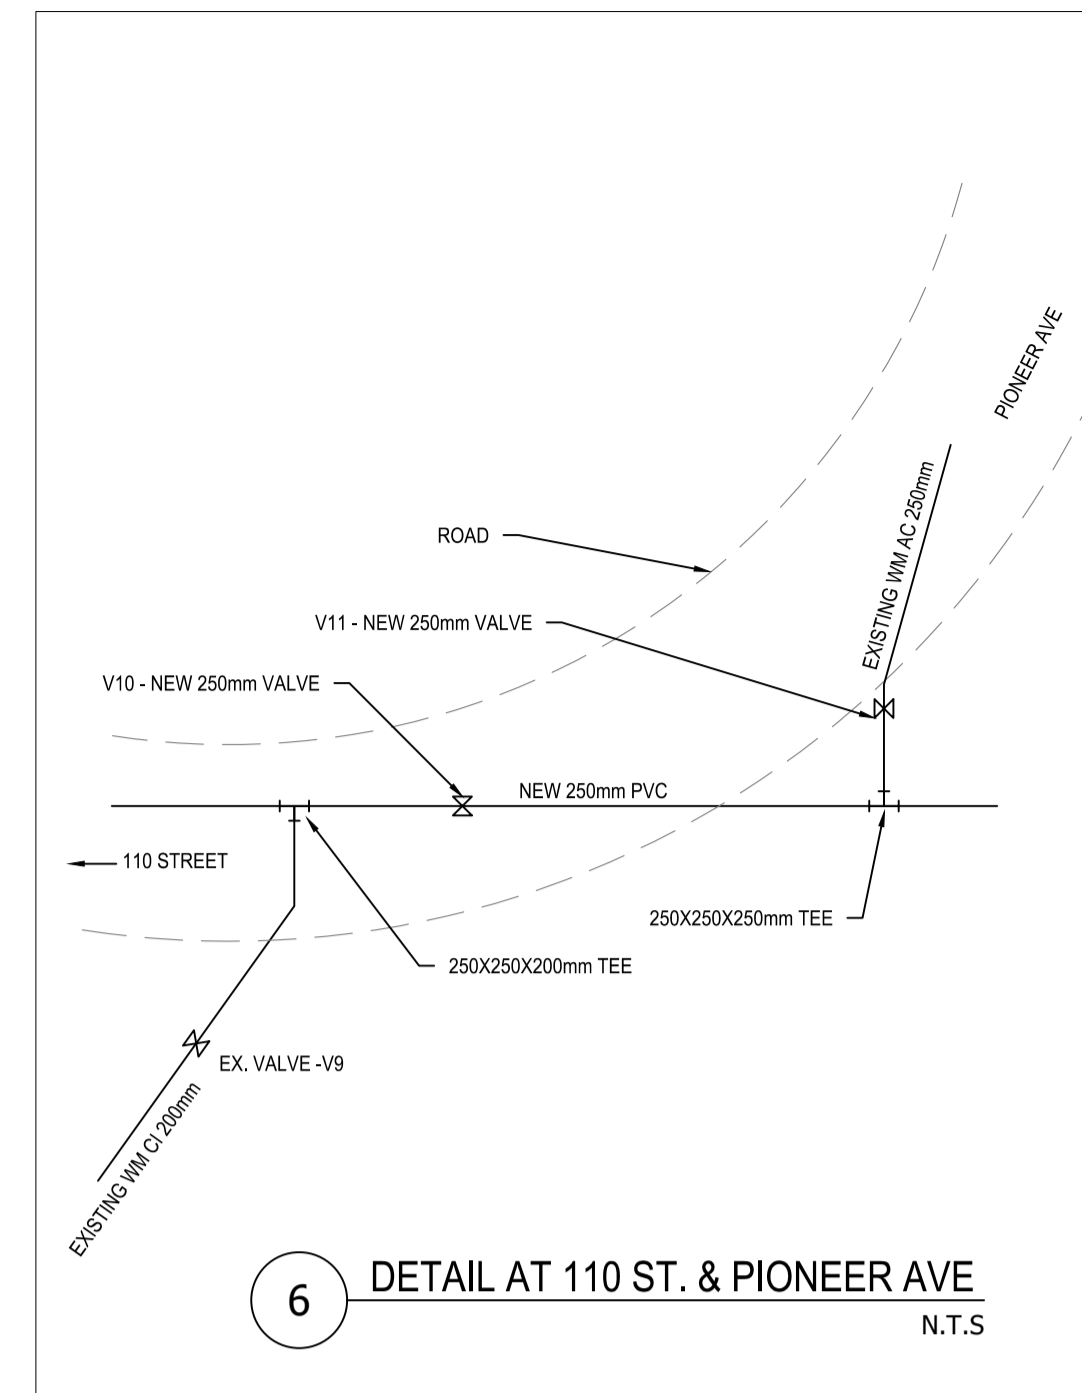 PIONEER AVE
EXISTING WM AC 250mm
ROAD
V11 - NEW 250mm VALVE
V10 - NEW 250mm VALVE
NEW 250mm PVC
110 STREET
250X250X250mm TEE
250X250X200mm TEE
EX. VALVE -V9
EXISTING WM CI 200mm
6
DETAIL AT 110 ST. & PIONEER AVE
N.T.S